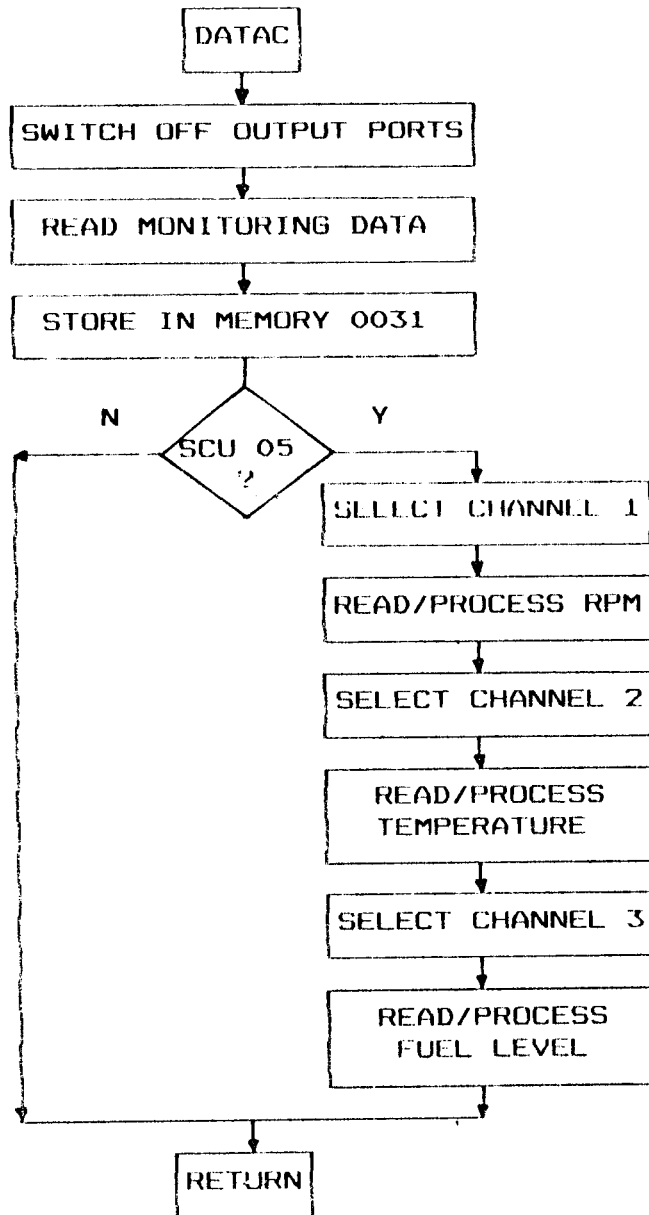 DATAC
SWITCH OFF OUTPUT PORTS
READ MONITORING DATA
STORE IN MEMORY 0031
N
Y
SCU 05
?
SELECT CHANNEL 1
READ/PROCESS RPM
SELECT CHANNEL 2
READ/PROCESS
TEMPERATURE
SELECT CHANNEL 3
READ/PROCESS
FUEL LEVEL
RETURN